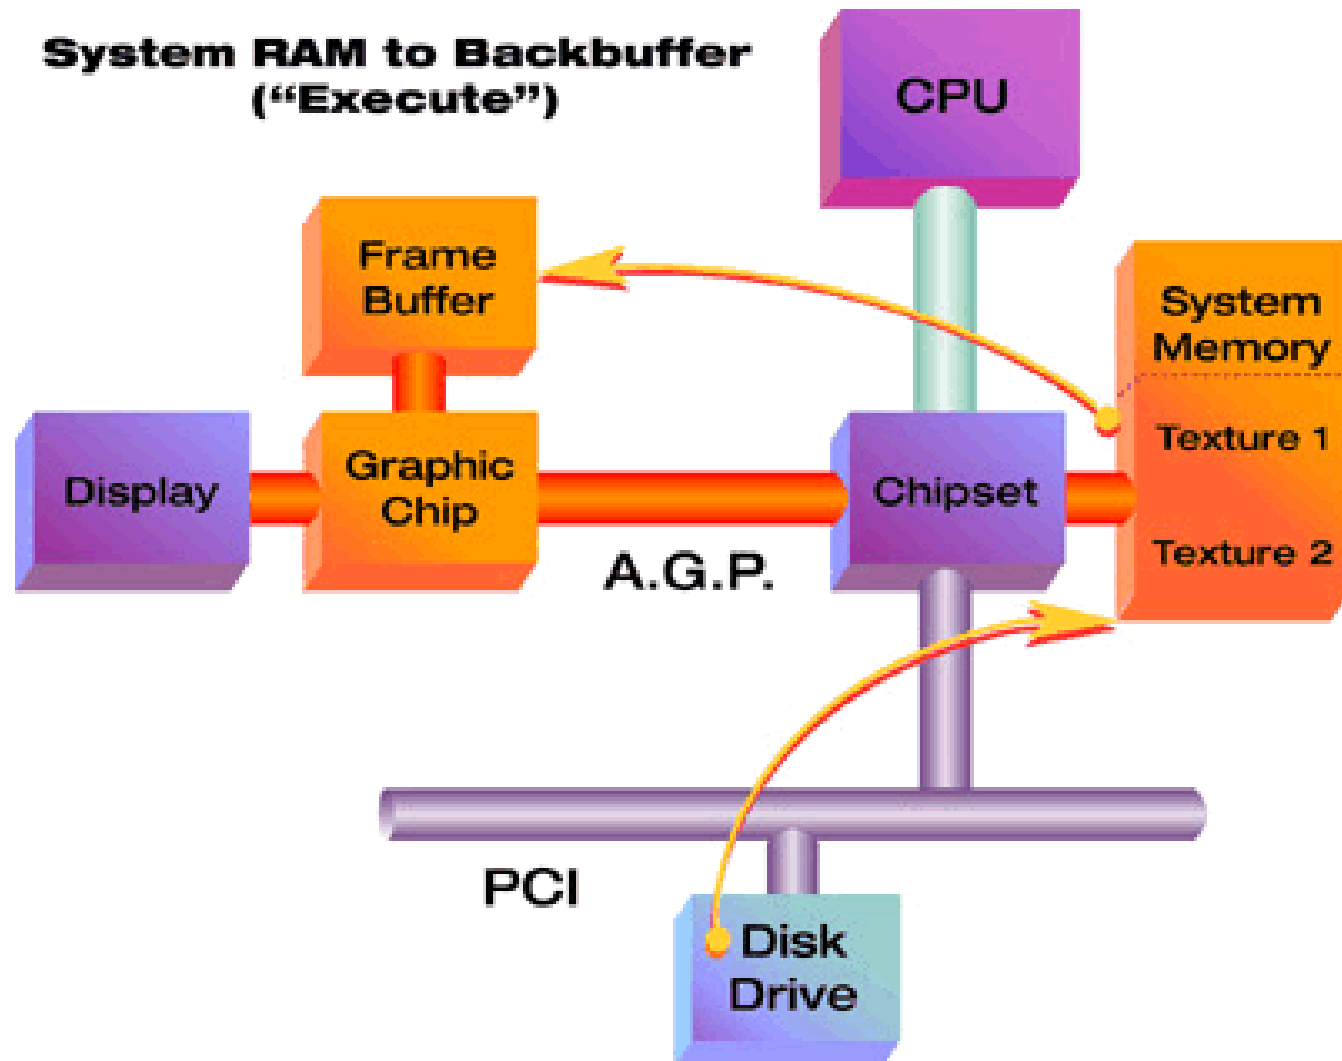 System RAM to Backbuffer
(“Execute”)
CPU
Frame
Buffer
System
Memory
Texture 1
Texture 2
Display
Graphic
Chip
Chipset
A.G.P.
PCI
Disk
Drive